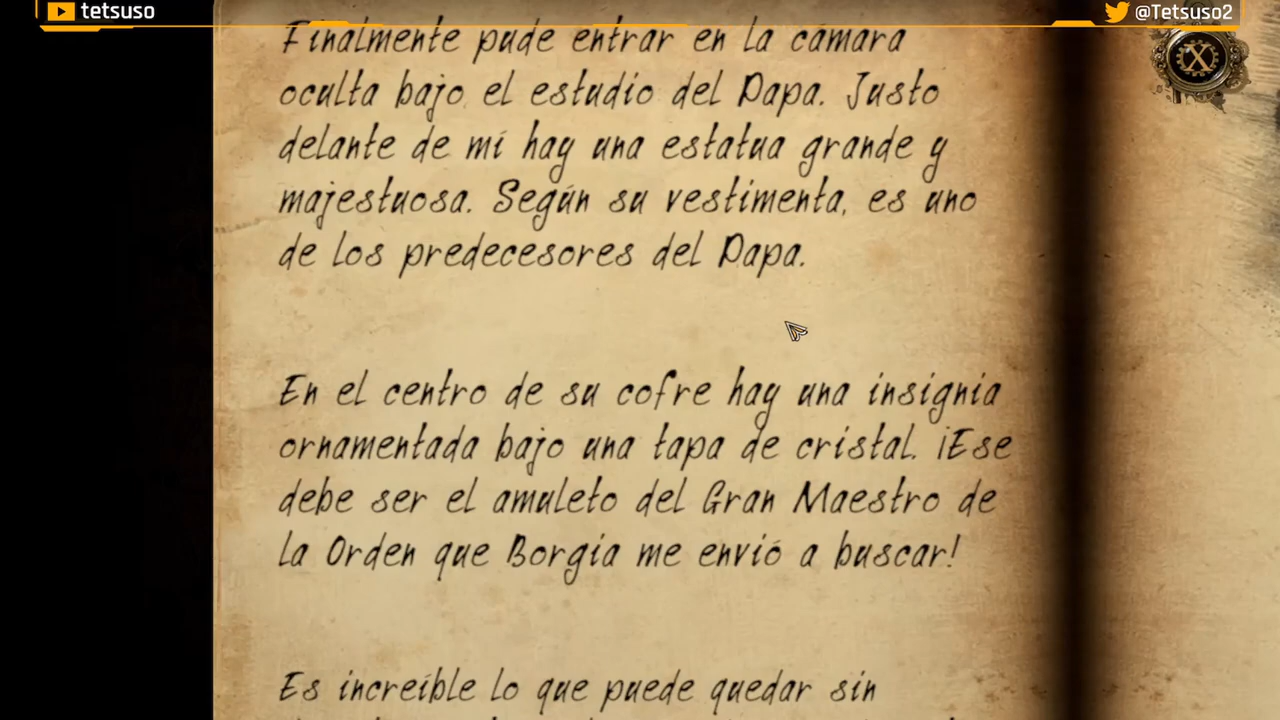 tetsuso
@Tetsuso2
Finalmente pude entrar en la cámara
oculta bajo el estudio del Papa. Justo
delante de mí hay una estatua grande y
majestuosa. Según su vestimenta, es uno
de los predecesores del Papa.
En el centro de su cofre hay una insignia
ornamentada bajo una tapa de cristal. ¡Ese
debe ser el amuleto del Gran Maestro de
la Orden que Borgia me envió a buscar!
Es increíble lo que puede quedar sin